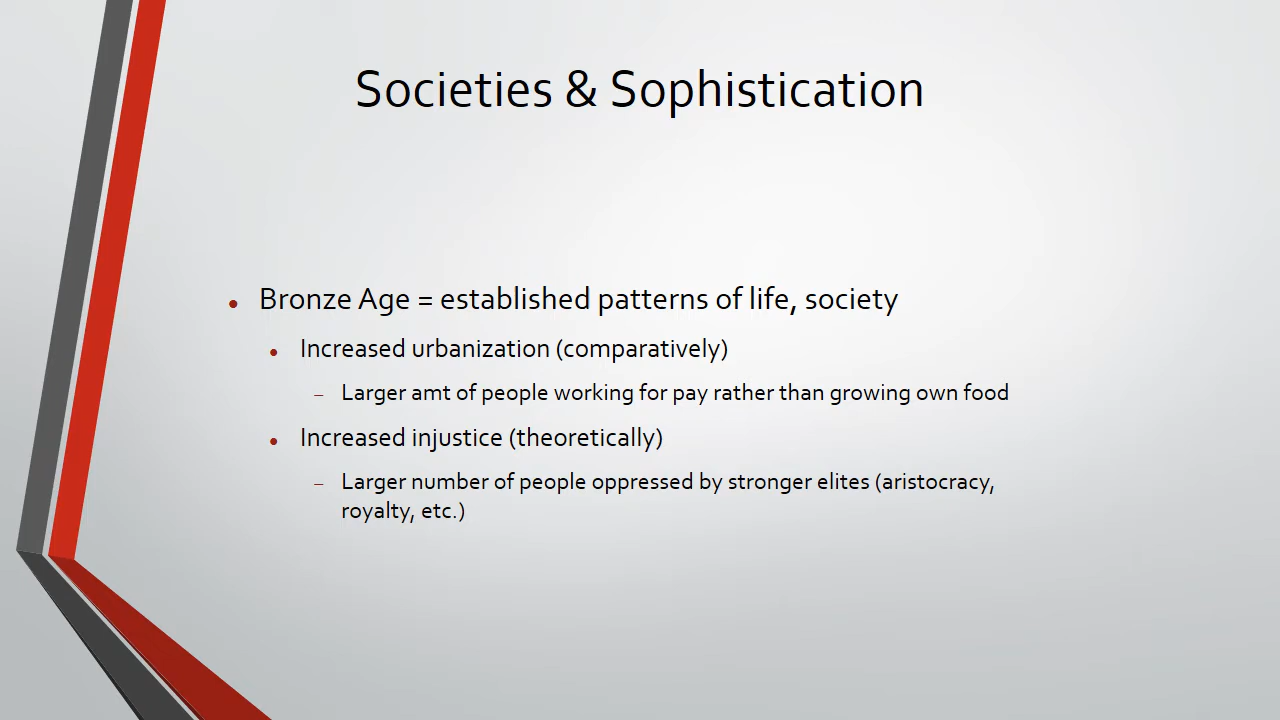 Societies & Sophistication
• Bronze Age = established patterns of life, society
• Increased urbanization (comparatively)
– Larger amt of people working for pay rather than growing own food
• Increased injustice (theoretically)
– Larger number of people oppressed by stronger elites (aristocracy,
royalty, etc.)